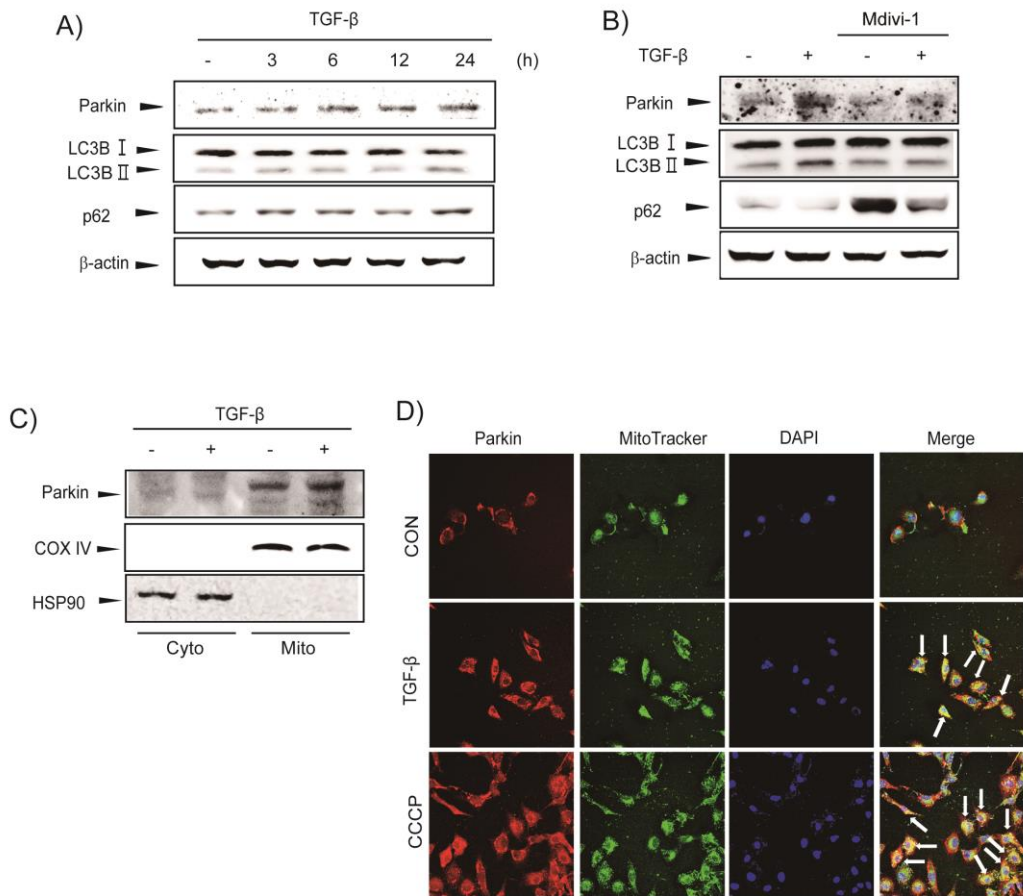 A)
TGF-β
- 3 6 12 24 (h)
Parkin
LC3B I
LC3B II
p62
β-actin
B)
Mdivi-1
TGF-β - + - +
Parkin
LC3B I
LC3B II
p62
β-actin
C)
TGF-β
- + - +
Parkin
COX IV
HSP90
Cyto Mito
D)
Parkin MitoTracker DAPI Merge
CON
TGF-β
CCCP